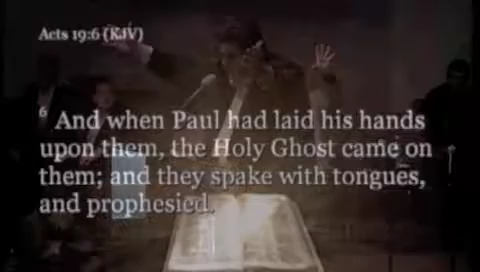 Acts 19:6 (KJV)
6 And when Paul had laid his hands
upon them, the Holy Ghost came on
them; and they spake with tongues,
and prophesied.